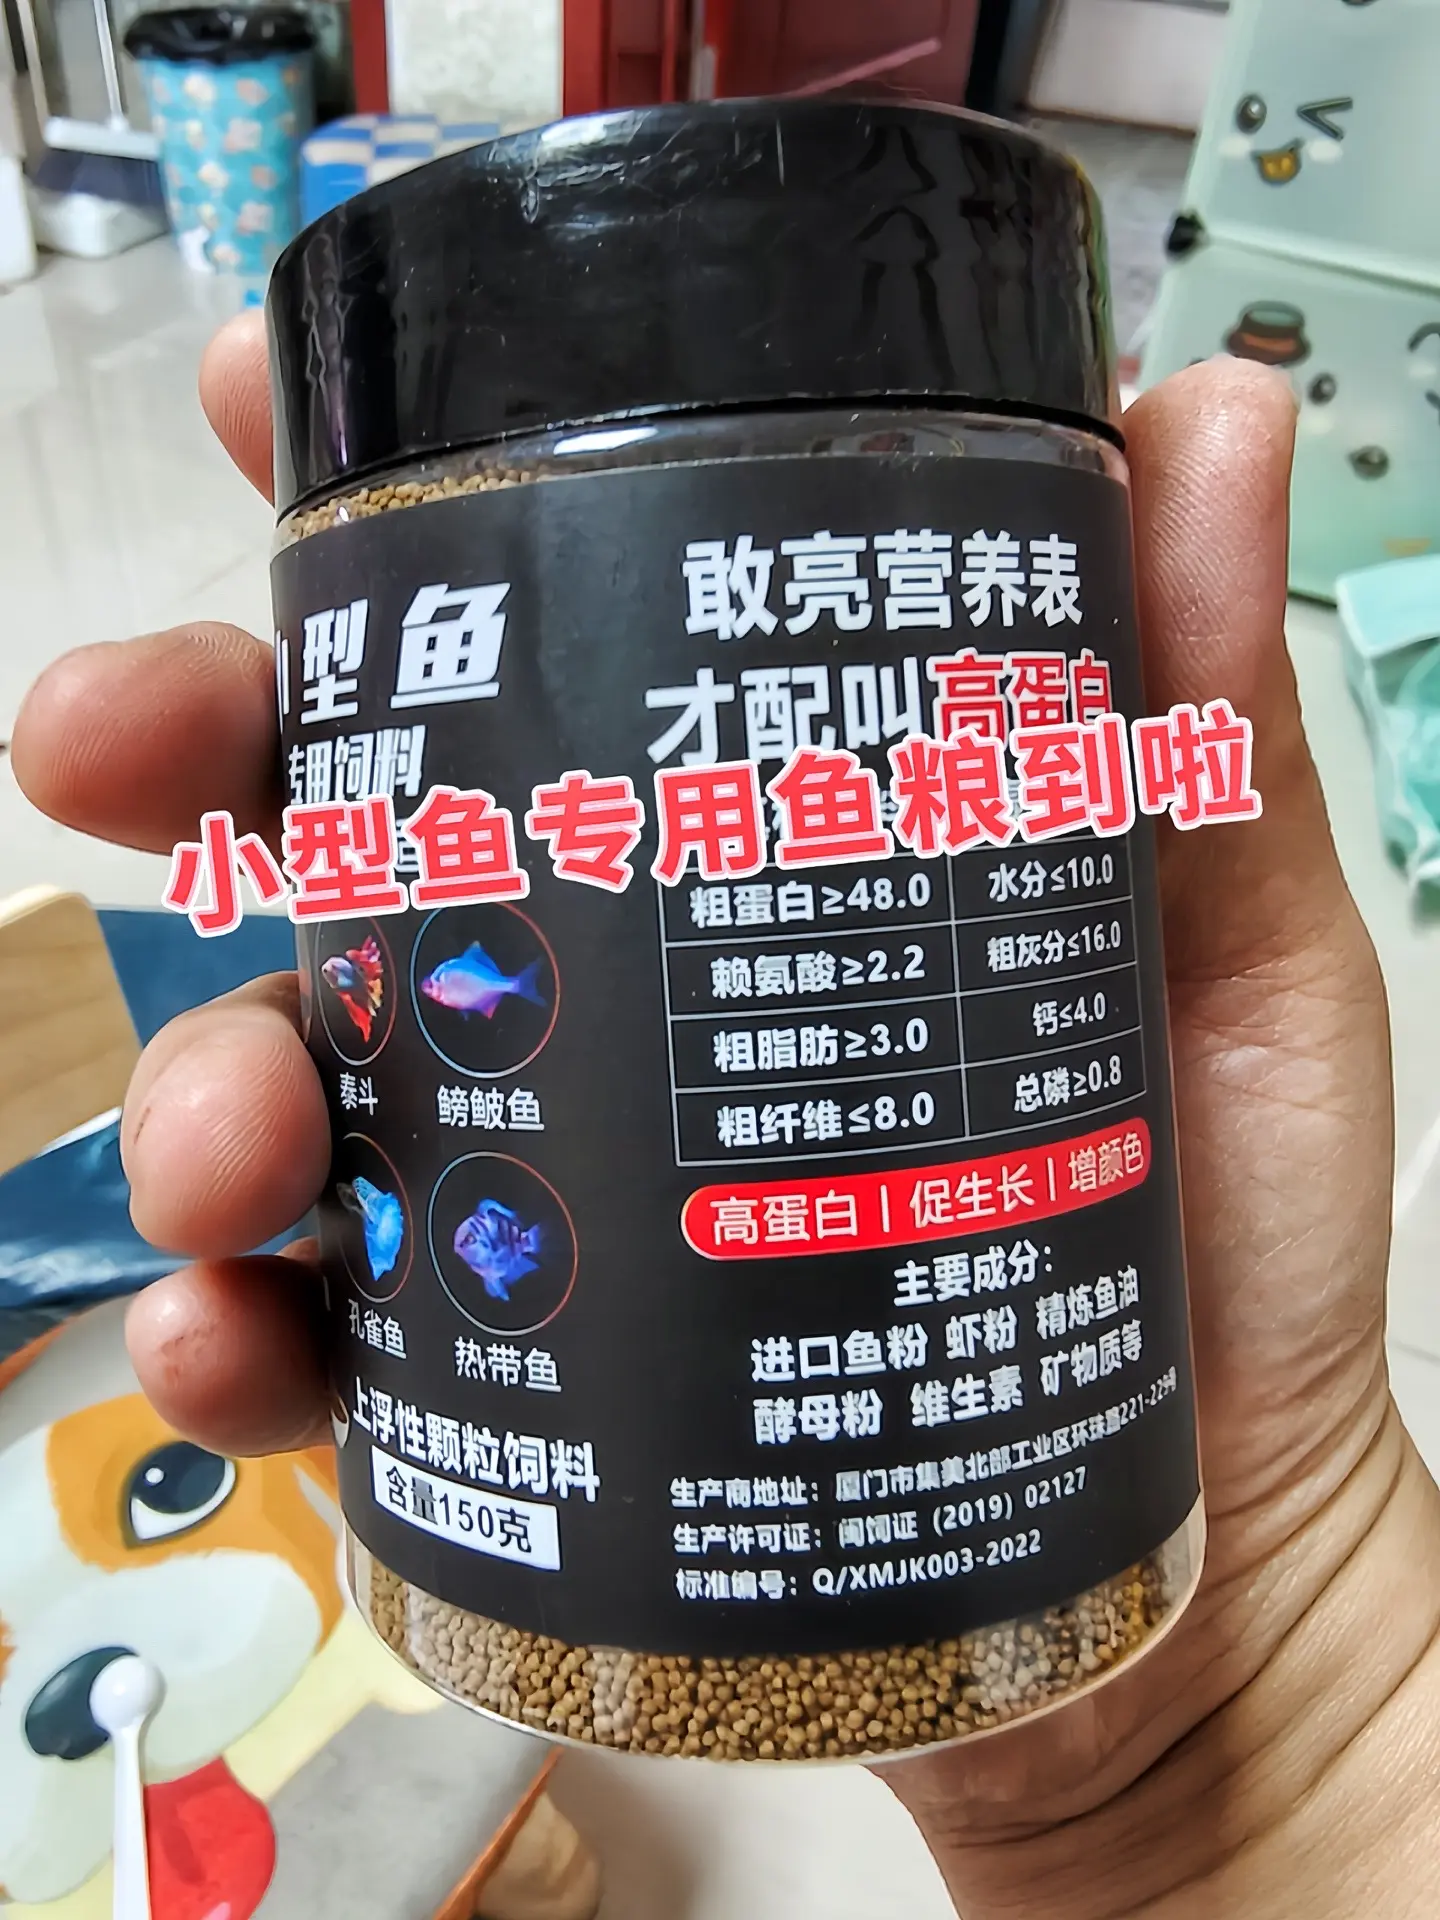 小型鱼
专用饲料
敢亮营养表
才配叫高蛋白
小型鱼专用鱼粮到啦
粗蛋白≥48.0
水分≤10.0
赖氨酸≥2.2
粗灰分≤16.0
粗脂肪≥3.0
钙≤4.0
粗纤维≤8.0
总磷≥0.8
泰斗
鳑鲏鱼
孔雀鱼
热带鱼
上浮性颗粒饲料
含量150克
高蛋白|促生长|增颜色
主要成分:
进口鱼粉 虾粉 精炼鱼油
酵母粉 维生素 矿物质等
生产商地址:厦门市集美北部工业区环珠路221-229号
生产许可证:闽饲证(2019)02127
标准编号:Q/XMJK003-2022